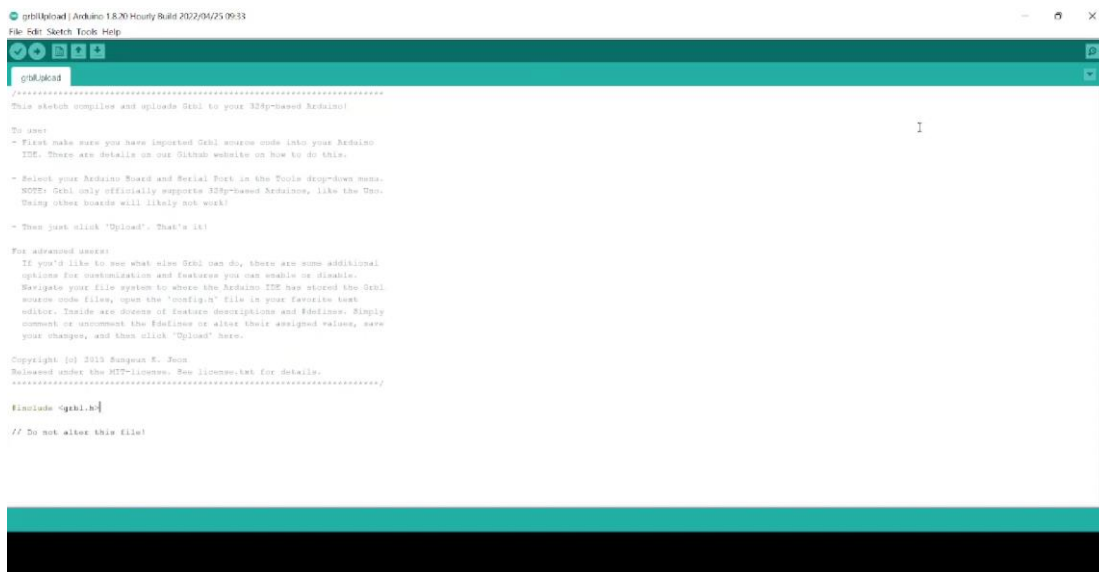 grblUpload | Arduino 1.8.20 Hourly Build 2022/04/25 09:33
File Edit Sketch Tools Help
grblUpload
/***********************************************************************
This sketch compiles and uploads Grbl to your 328p-based Arduino!
To use:
- First make sure you have imported Grbl source code into your Arduino
IDE. There are details on our Github website on how to do this.
- Select your Arduino Board and Serial Port in the Tools drop-down menu.
NOTE: Grbl only officially supports 328p-based Arduinos, like the Uno.
Using other boards will likely not work!
- Then just click 'Upload'. That's it!
For advanced users:
If you'd like to see what else Grbl can do, there are some additional
options for customization and features you can enable or disable.
Navigate your file system to where the Arduino IDE has stored the Grbl
source code files, open the 'config.h' file in your favorite text
editor. Inside are dozens of feature descriptions and #defines. Simply
comment or uncomment the #defines or alter their assigned values, save
your changes, and then click 'Upload' here.
Copyright (c) 2015 Sungeun K. Jeon
Released under the MIT-license. See license.txt for details.
***********************************************************************/
#include <grbl.h>
// Do not alter this file!